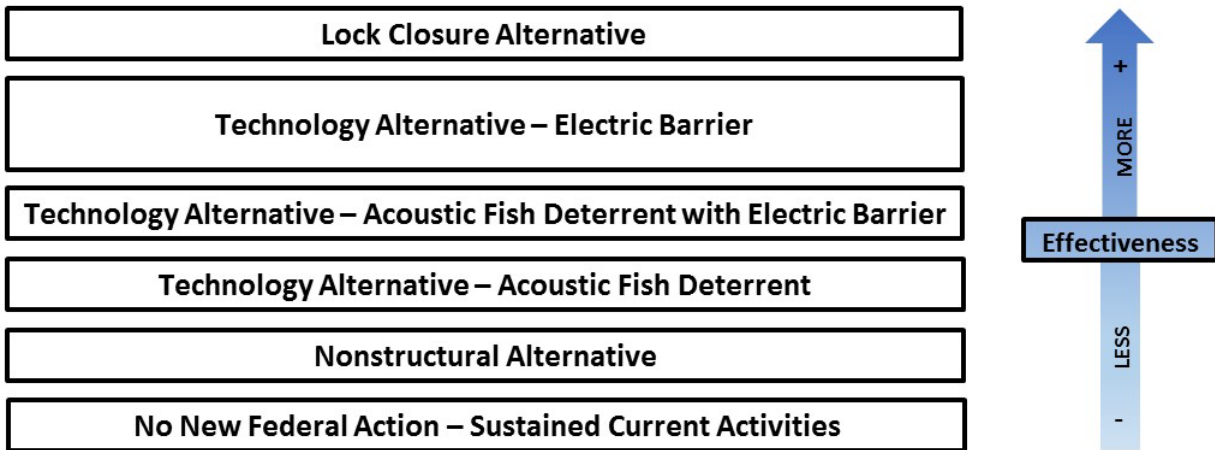 Lock Closure Alternative
Technology Alternative – Electric Barrier
Technology Alternative – Acoustic Fish Deterrent with Electric Barrier
Technology Alternative – Acoustic Fish Deterrent
Nonstructural Alternative
No New Federal Action – Sustained Current Activities
+
MORE
Effectiveness
LESS
-